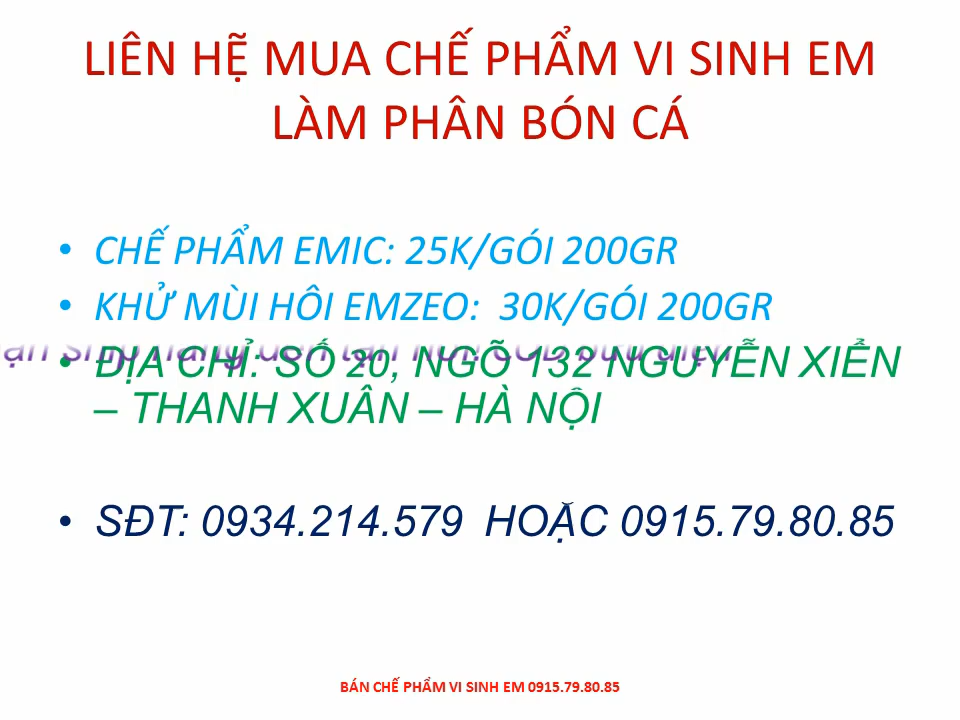 LIÊN HỆ MUA CHẾ PHẨM VI SINH EM
LÀM PHÂN BÓN CÁ
• CHẾ PHẨM EMIC: 25K/GÓI 200GR
• KHỬ MÙI HÔI EMZEO: 30K/GÓI 200GR
• ĐỊA CHỈ: SỐ 20, NGÕ 132 NGUYỄN XIỂN
– THANH XUÂN – HÀ NỘI
• SĐT: 0934.214.579 HOẶC 0915.79.80.85
BÁN CHẾ PHẨM VI SINH EM 0915.79.80.85